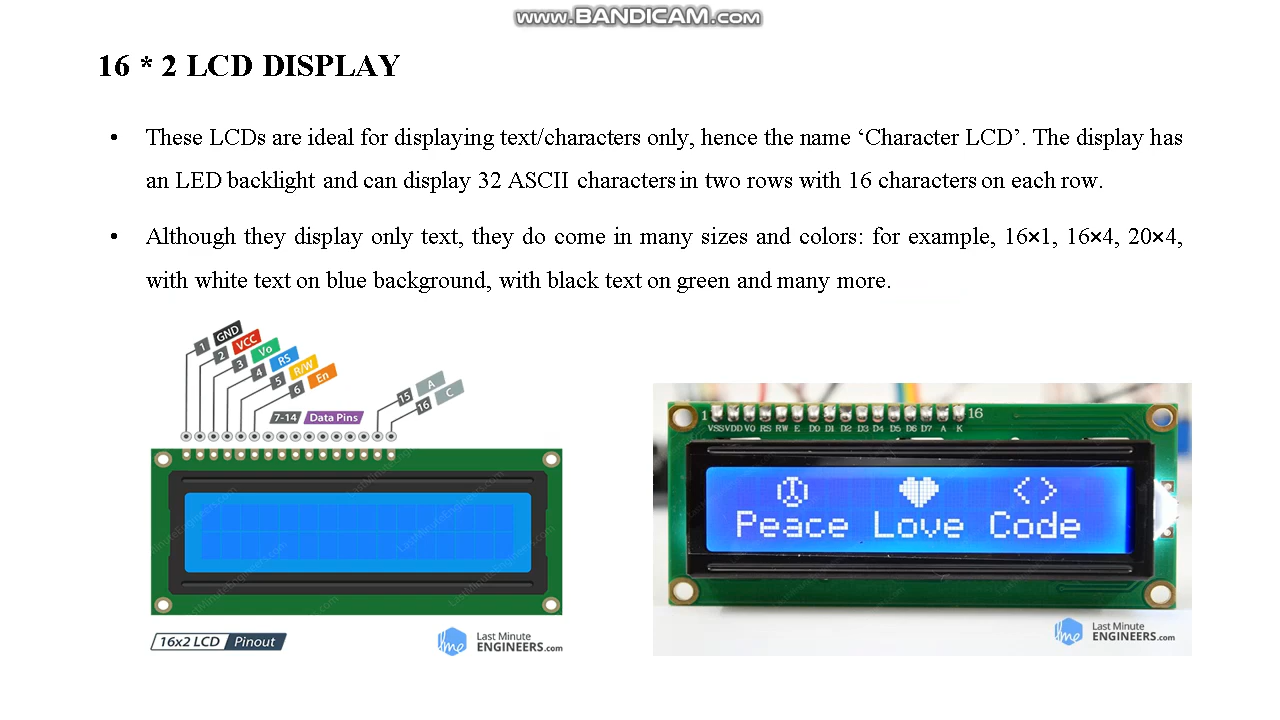 www.BANDICAM.com
16 * 2 LCD DISPLAY
• These LCDs are ideal for displaying text/characters only, hence the name ‘Character LCD’. The display has
an LED backlight and can display 32 ASCII characters in two rows with 16 characters on each row.
• Although they display only text, they do come in many sizes and colors: for example, 16×1, 16×4, 20×4,
with white text on blue background, with black text on green and many more.
1 GND
2 VCC
3 Vo
4 RS
5 R/W
6 En
7-14 Data Pins
15 A
16 C
16x2 LCD Pinout
Last Minute
ENGINEERS.com
1 16
VSS VDD V0 RS RW E D0 D1 D2 D3 D4 D5 D6 D7 A K
Peace Love Code
Last Minute
ENGINEERS.com